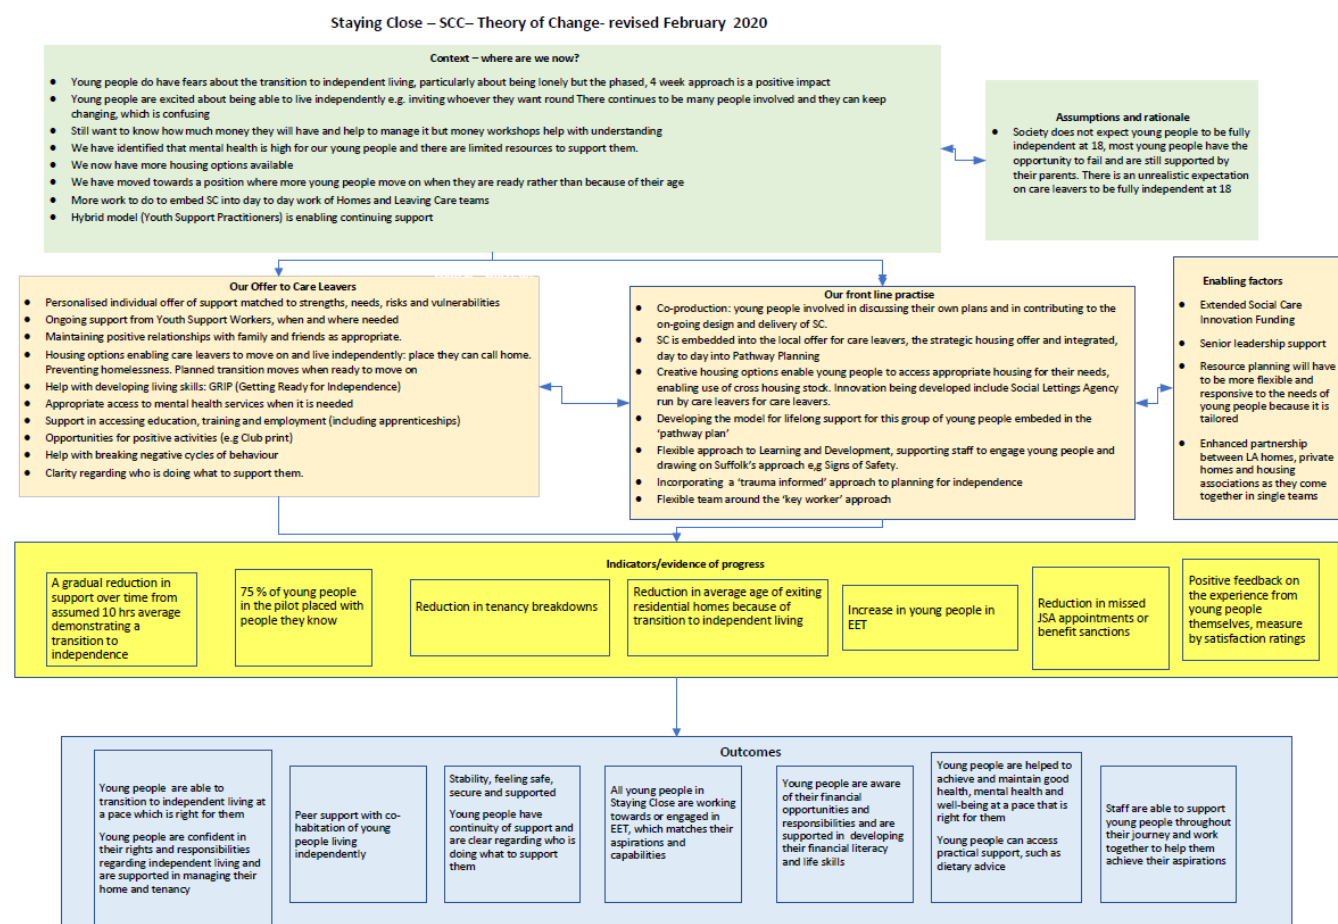 Staying Close – SCC– Theory of Change- revised February 2020
Context – where are we now?
● Young people do have fears about the transition to independent living, particularly about being lonely but the phased, 4 week approach is a positive impact
● Young people are excited about being able to live independently e.g. inviting whoever they want round There continues to be many people involved and they can keep
changing, which is confusing
● Still want to know how much money they will have and help to manage it but money workshops help with understanding
● We have identified that mental health is high for our young people and there are limited resources to support them.
● We now have more housing options available
● We have moved towards a position where more young people move on when they are ready rather than because of their age
● More work to do to embed SC into day to day work of Homes and Leaving Care teams
● Hybrid model (Youth Support Practitioners) is enabling continuing support
Assumptions and rationale
● Society does not expect young people to be fully
independent at 18, most young people have the
opportunity to fail and are still supported by
their parents. There is an unrealistic expectation
on care leavers to be fully independent at 18
Our Offer to Care Leavers
● Personalised individual offer of support matched to strengths, needs, risks and vulnerabilities
● Ongoing support from Youth Support Workers, when and where needed
● Maintaining positive relationships with family and friends as appropriate.
● Housing options enabling care leavers to move on and live independently: place they can call home.
Preventing homelessness. Planned transition moves when ready to move on
● Help with developing living skills: GRIP (Getting Ready for Independence)
● Appropriate access to mental health services when it is needed
● Support in accessing education, training and employment (including apprenticeships)
● Opportunities for positive activities (e.g Club print)
● Help with breaking negative cycles of behaviour
● Clarity regarding who is doing what to support them.
Our front line practise
● Co-production: young people involved in discussing their own plans and in contributing to the
on-going design and delivery of SC.
● SC is embedded into the local offer for care leavers, the strategic housing offer and integrated,
day to day into Pathway Planning
● Creative housing options enable young people to access appropriate housing for their needs,
enabling use of cross housing stock. Innovation being developed include Social Lettings Agency
run by care leavers for care leavers.
● Developing the model for lifelong support for this group of young people embeded in the
‘pathway plan’
● Flexible approach to Learning and Development, supporting staff to engage young people and
drawing on Suffolk’s approach e,g Signs of Safety.
● Incorporating a ‘trauma informed’ approach to planning for independence
● Flexible team around the ‘key worker’ approach
Enabling factors
● Extended Social Care
Innovation Funding
● Senior leadership support
● Resource planning will have
to be more flexible and
responsive to the needs of
young people because it is
tailored
● Enhanced partnership
between LA homes, private
homes and housing
associations as they come
together in single teams
Indicators/evidence of progress
A gradual reduction in
support over time from
assumed 10 hrs average
demonstrating a
transition to
independence
75 % of young people
in the pilot placed with
people they know
Reduction in tenancy breakdowns
Reduction in average age of exiting
residential homes because of
transition to independent living
Increase in young people in
EET
Reduction in missed
JSA appointments or
benefit sanctions
Positive feedback on
the experience from
young people
themselves, measure
by satisfaction ratings
Outcomes
Young people are able to
transition to independent living at
a pace which is right for them
Young people are confident in
their rights and responsibilities
regarding independent living and
are supported in managing their
home and tenancy
Peer support with co-
habitation of young
people living
independently
Stability, feeling safe,
secure and supported
Young people have
continuity of support and
are clear regarding who is
doing what to support
them
All young people in
Staying Close are working
towards or engaged in
EET, which matches their
aspirations and
capabilities
Young people are aware
of their financial
opportunities and
responsibilities and are
supported in developing
their financial literacy
and life skills
Young people are helped to
achieve and maintain good
health, mental health and
well-being at a pace that is
right for them
Young people can access
practical support, such as
dietary advice
Staff are able to support
young people throughout
their journey and work
together to help them
achieve their aspirations